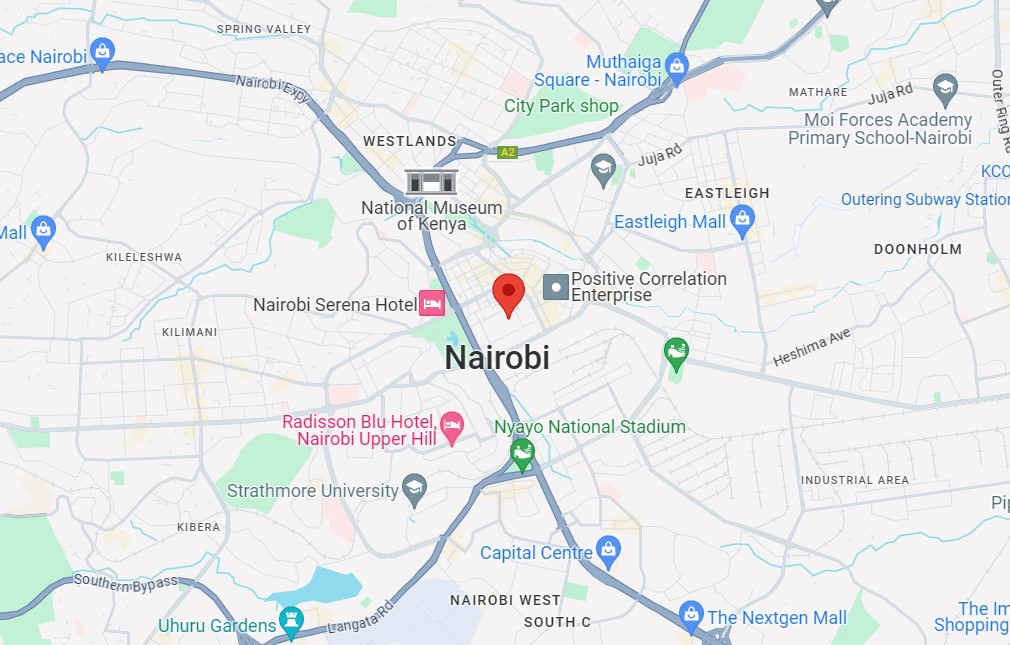 SPRING VALLEY
ace Nairobi
Muthaiga
Square - Nairobi
Nairobi Expy
City Park shop
MATHARE
Juja Rd
Outer Ring Rd
Moi Forces Academy
Primary School-Nairobi
WESTLANDS
A2
Juja Rd
KCC
EASTLEIGH
Outering Subway Station
National Museum
of Kenya
Eastleigh Mall
Mall
DOONHOLM
KILELESHWA
Positive Correlation
Enterprise
Nairobi Serena Hotel
KILIMANI
Heshima Ave
Nairobi
Radisson Blu Hotel,
Nairobi Upper Hill
Nyayo National Stadium
INDUSTRIAL AREA
Strathmore University
Pip
KIBERA
Capital Centre
Southern Bypass
NAIROBI WEST
Langata Rd
Uhuru Gardens
SOUTH C
The Nextgen Mall
The Im
Shopping